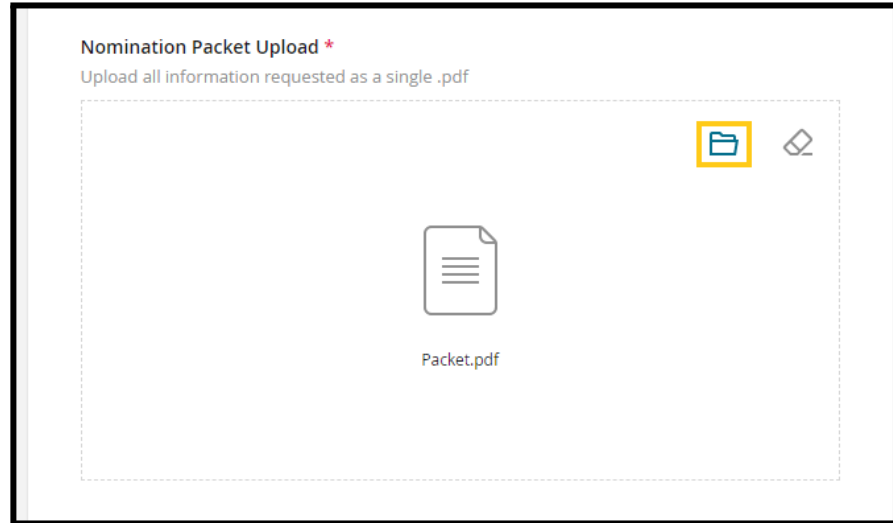 Nomination Packet Upload *
Upload all information requested as a single .pdf
Packet.pdf